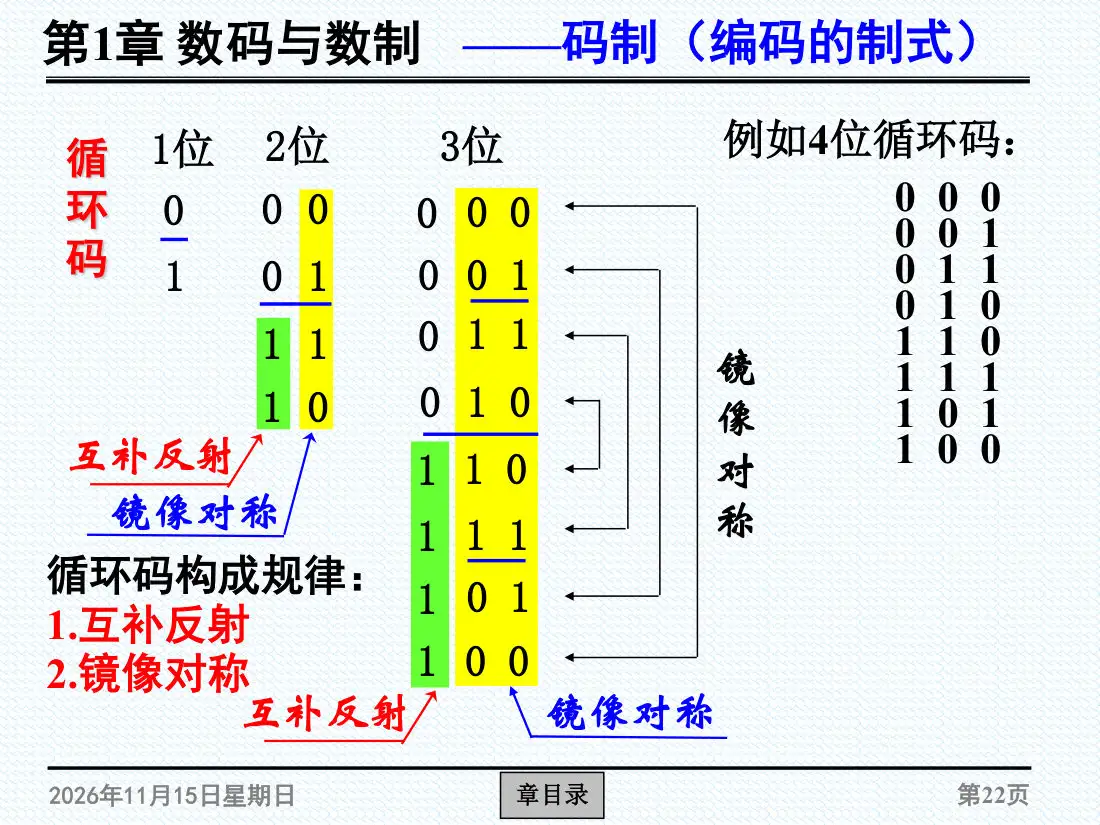 第1章 数码与数制 ——码制（编码的制式）
循环码
1位
0
1
2位
0 0
0 1
1 1
1 0
3位
0 0 0
0 0 1
0 1 1
0 1 0
1 1 0
1 1 1
1 0 1
1 0 0
互补反射
镜像对称
镜像对称
例如4位循环码：
0 0 0
0 0 1
0 1 1
0 1 0
1 1 0
1 1 1
1 0 1
1 0 0
循环码构成规律：
1.互补反射
2.镜像对称
互补反射
镜像对称
2026年11月15日星期日
章目录
第22页